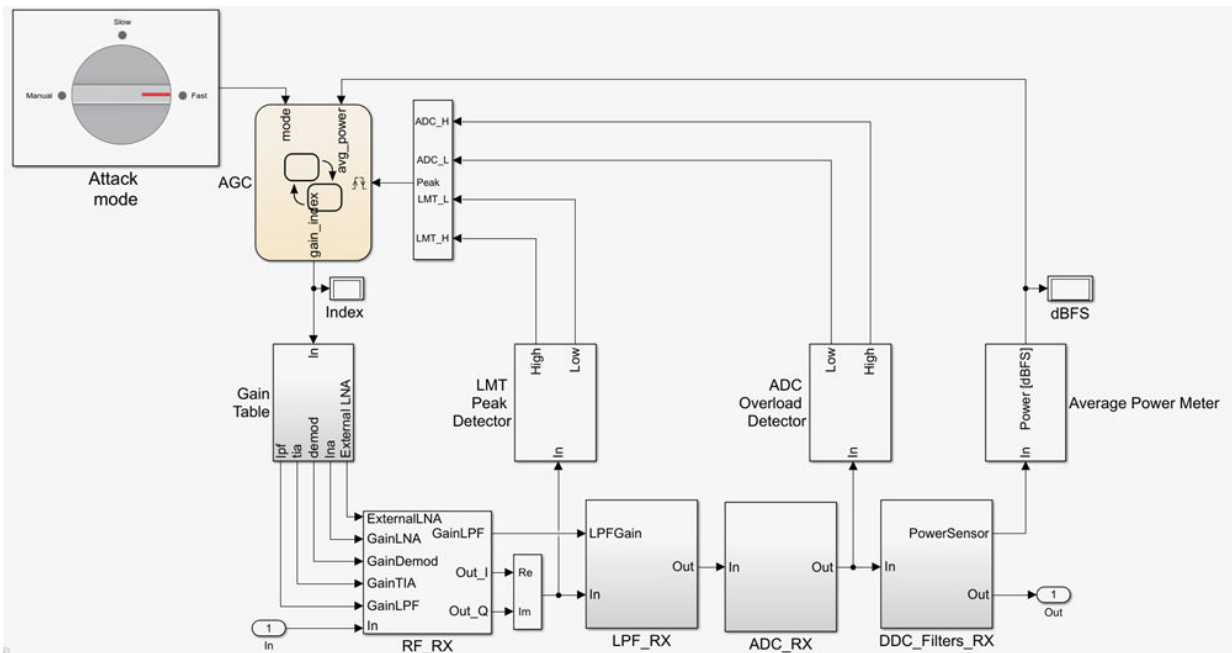 Slow
Manual
Fast
Attack
mode
AGC
mode
avg_power
gain_index
ADC_H
ADC_L
Peak
LMT_L
LMT_H
Index
dBFS
Gain
Table
In
lpf
tia
demod
lna
External LNA
LMT
Peak
Detector
High
Low
In
ADC
Overload
Detector
Low
High
In
Power [dBFS]
In
Average Power Meter
ExternalLNA
GainLNA
GainDemod
GainTIA
GainLPF
In
GainLPF
Out_I
Out_Q
RF_RX
1
In
Re
Im
LPFGain
In
Out
LPF_RX
In
Out
ADC_RX
In
PowerSensor
Out
DDC_Filters_RX
1
Out